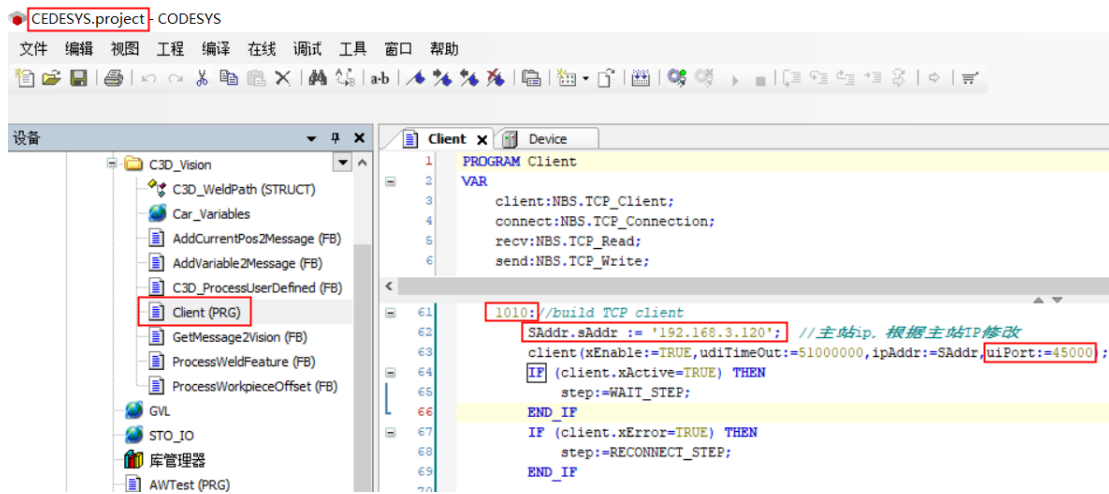 CEDESYS.project - CODESYS
文件 编辑 视图 工程 编译 在线 调试 工具 窗口 帮助
设备
C3D_Vision
C3D_WeldPath (STRUCT)
Car_Variables
AddCurrentPos2Message (FB)
AddVariable2Message (FB)
C3D_ProcessUserDefined (FB)
Client (PRG)
GetMessage2Vision (FB)
ProcessWeldFeature (FB)
ProcessWorkpieceOffset (FB)
GVL
STO_IO
库管理器
AWTest (PRG)
Client Device
1 PROGRAM Client
2 VAR
3 client:NBS.TCP_Client;
4 connect:NBS.TCP_Connection;
5 recv:NBS.TCP_Read;
6 send:NBS.TCP_Write;
61 1010://build TCP client
62 SAddr.sAddr := '192.168.3.120'; //主站ip，根据主站IP修改
63 client(xEnable:=TRUE,udiTimeOut:=51000000,ipAddr:=SAddr,uiPort:=45000);
64 IF (client.xActive=TRUE) THEN
65 step:=WAIT_STEP;
66 END_IF
67 IF (client.xError=TRUE) THEN
68 step:=RECONNECT_STEP;
69 END_IF
70